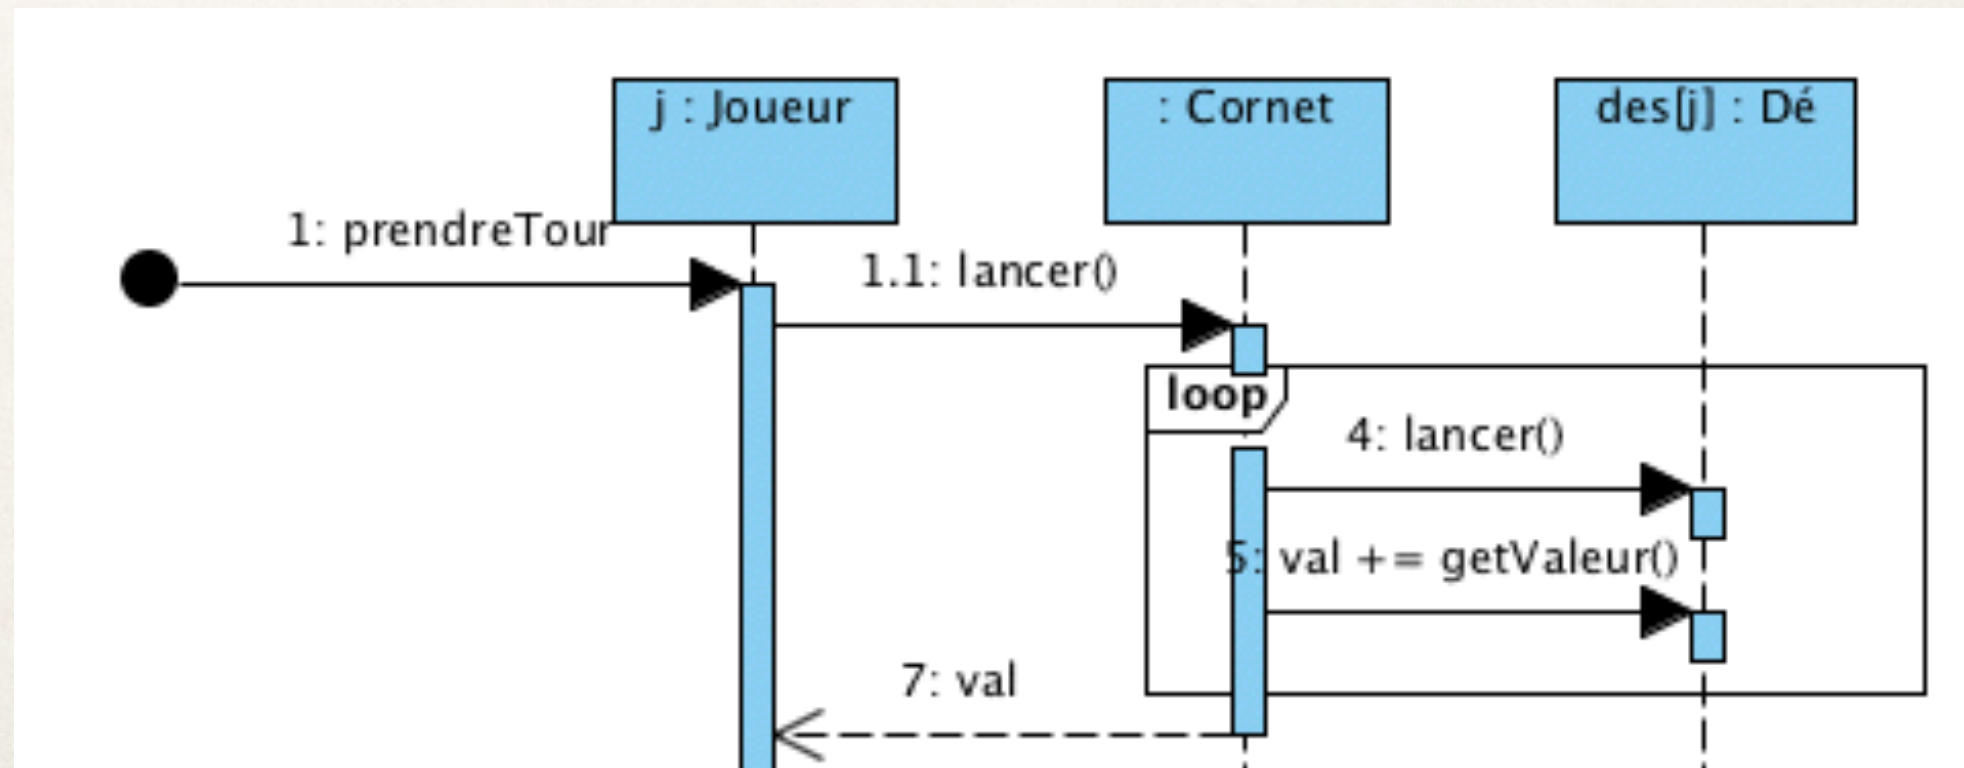 j : Joueur
: Cornet
des[j] : Dé
1: prendreTour
1.1: lancer()
loop
4: lancer()
5: val += getValeur()
7: val